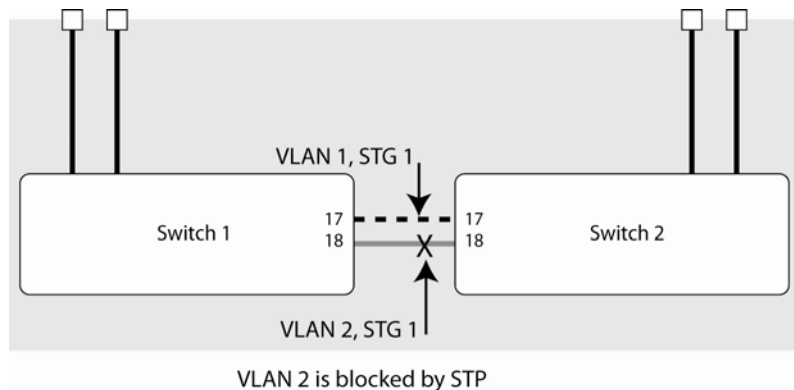 VLAN 1, STG 1
17 17
Switch 1 Switch 2
18 18
X
VLAN 2, STG 1
VLAN 2 is blocked by STP